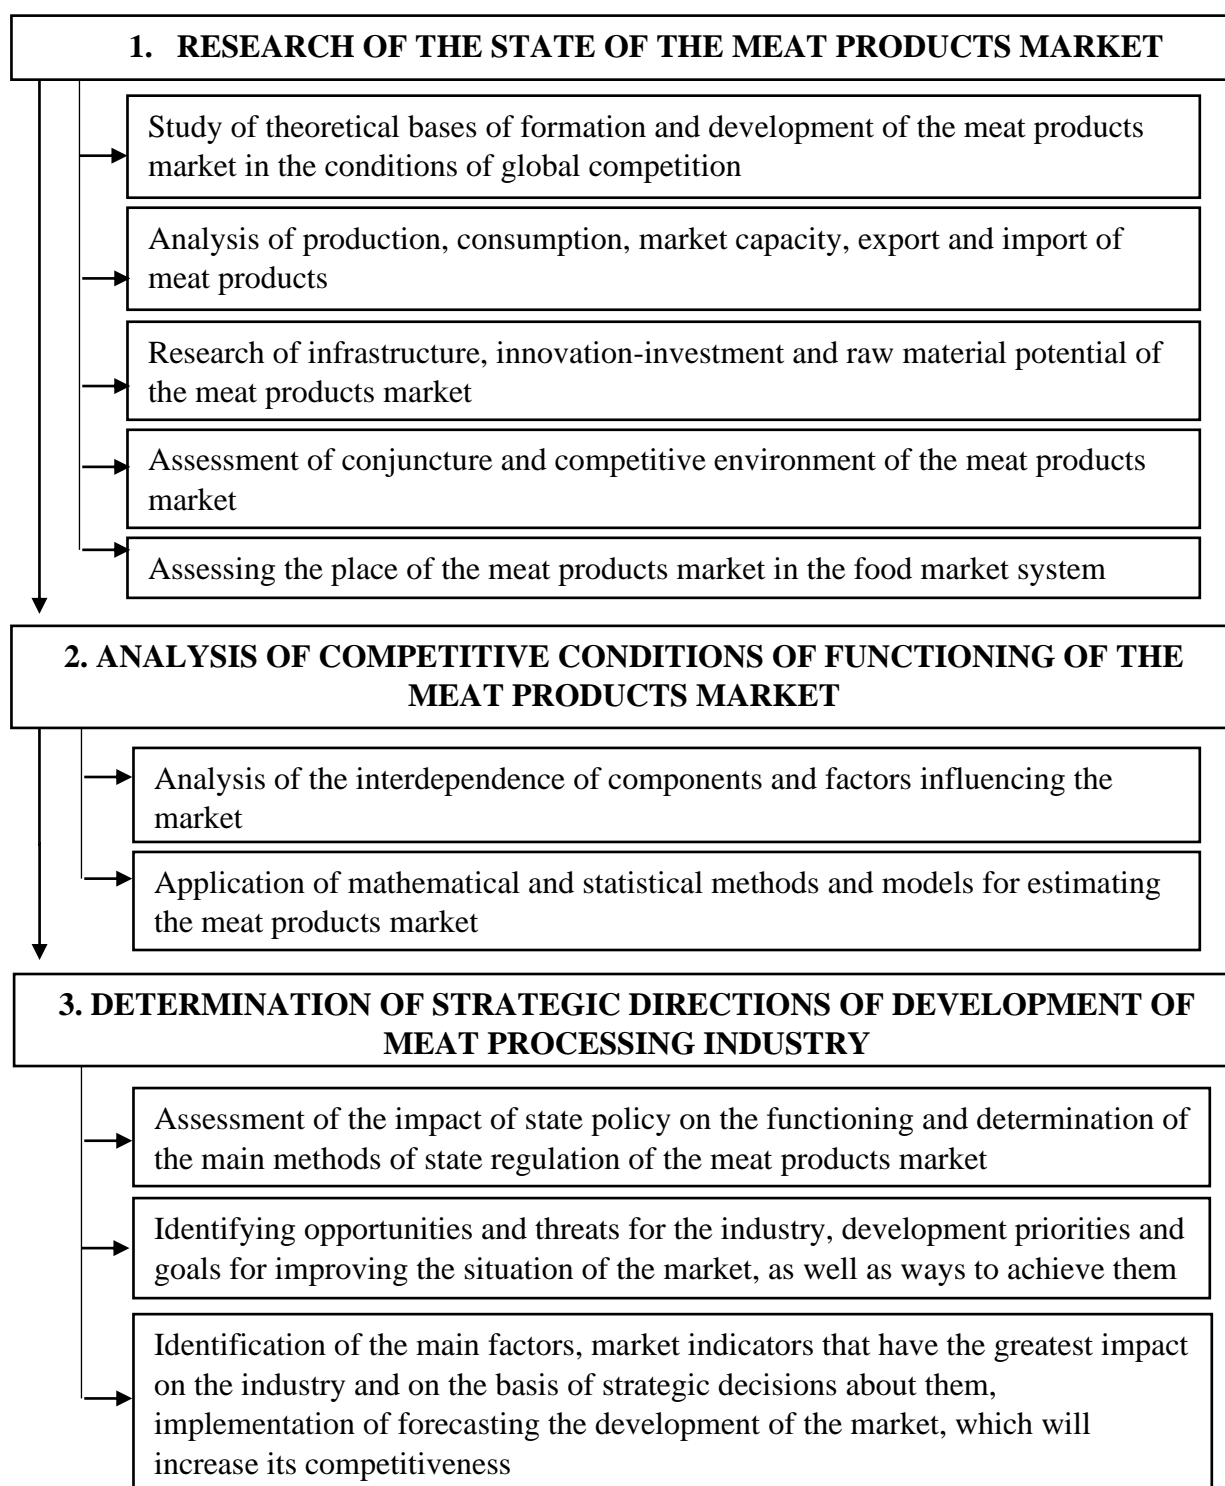 1. RESEARCH OF THE STATE OF THE MEAT PRODUCTS MARKET
Study of theoretical bases of formation and development of the meat products
market in the conditions of global competition
Analysis of production, consumption, market capacity, export and import of
meat products
Research of infrastructure, innovation-investment and raw material potential of
the meat products market
Assessment of conjuncture and competitive environment of the meat products
market
Assessing the place of the meat products market in the food market system
2. ANALYSIS OF COMPETITIVE CONDITIONS OF FUNCTIONING OF THE
MEAT PRODUCTS MARKET
Analysis of the interdependence of components and factors influencing the
market
Application of mathematical and statistical methods and models for estimating
the meat products market
3. DETERMINATION OF STRATEGIC DIRECTIONS OF DEVELOPMENT OF
MEAT PROCESSING INDUSTRY
Assessment of the impact of state policy on the functioning and determination of
the main methods of state regulation of the meat products market
Identifying opportunities and threats for the industry, development priorities and
goals for improving the situation of the market, as well as ways to achieve them
Identification of the main factors, market indicators that have the greatest impact
on the industry and on the basis of strategic decisions about them,
implementation of forecasting the development of the market, which will
increase its competitiveness